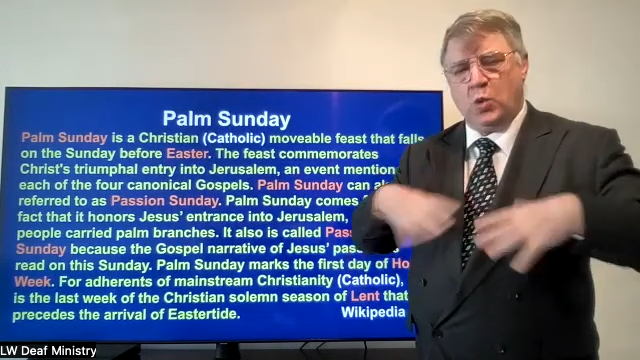 Palm Sunday
Palm Sunday is a Christian (Catholic) moveable feast that falls
on the Sunday before Easter. The feast commemorates
Christ's triumphal entry into Jerusalem, an event mention
each of the four canonical Gospels. Palm Sunday can al
referred to as Passion Sunday. Palm Sunday comes
fact that it honors Jesus' entrance into Jerusalem,
people carried palm branches. It also is called Pas
Sunday because the Gospel narrative of Jesus' pas
read on this Sunday. Palm Sunday marks the first day of Ho
Week. For adherents of mainstream Christianity (Catholic),
is the last week of the Christian solemn season of Lent that
precedes the arrival of Eastertide.
Wikipedia
LW Deaf Ministry